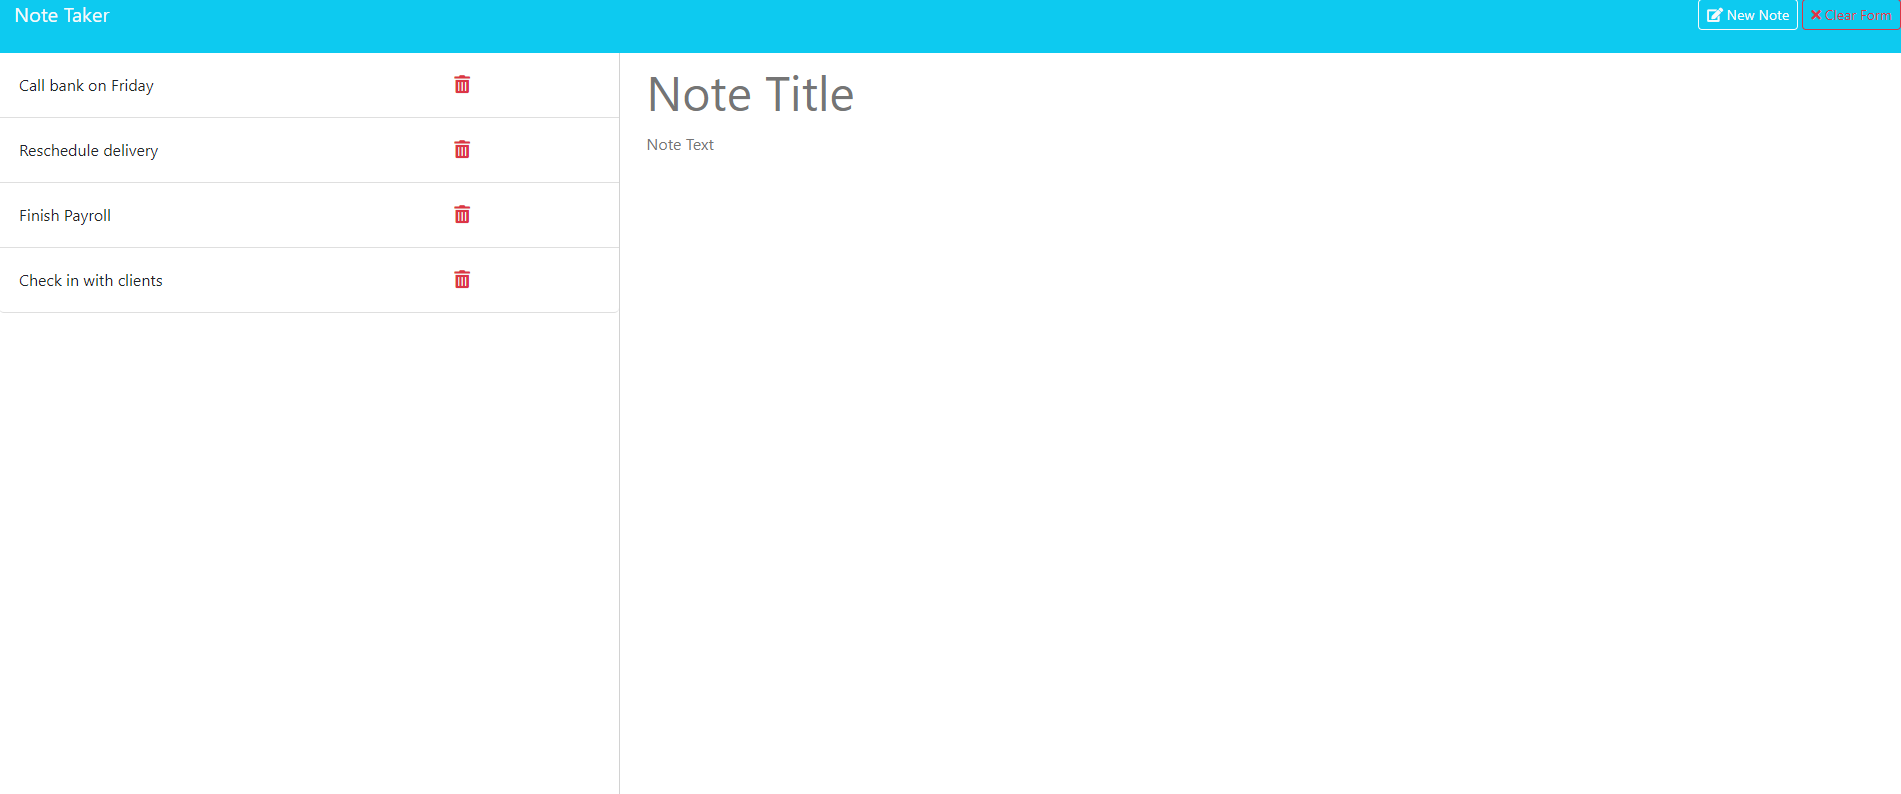 Note Taker
New Note
Clear Form
Call bank on Friday
Reschedule delivery
Finish Payroll
Check in with clients
Note Title
Note Text